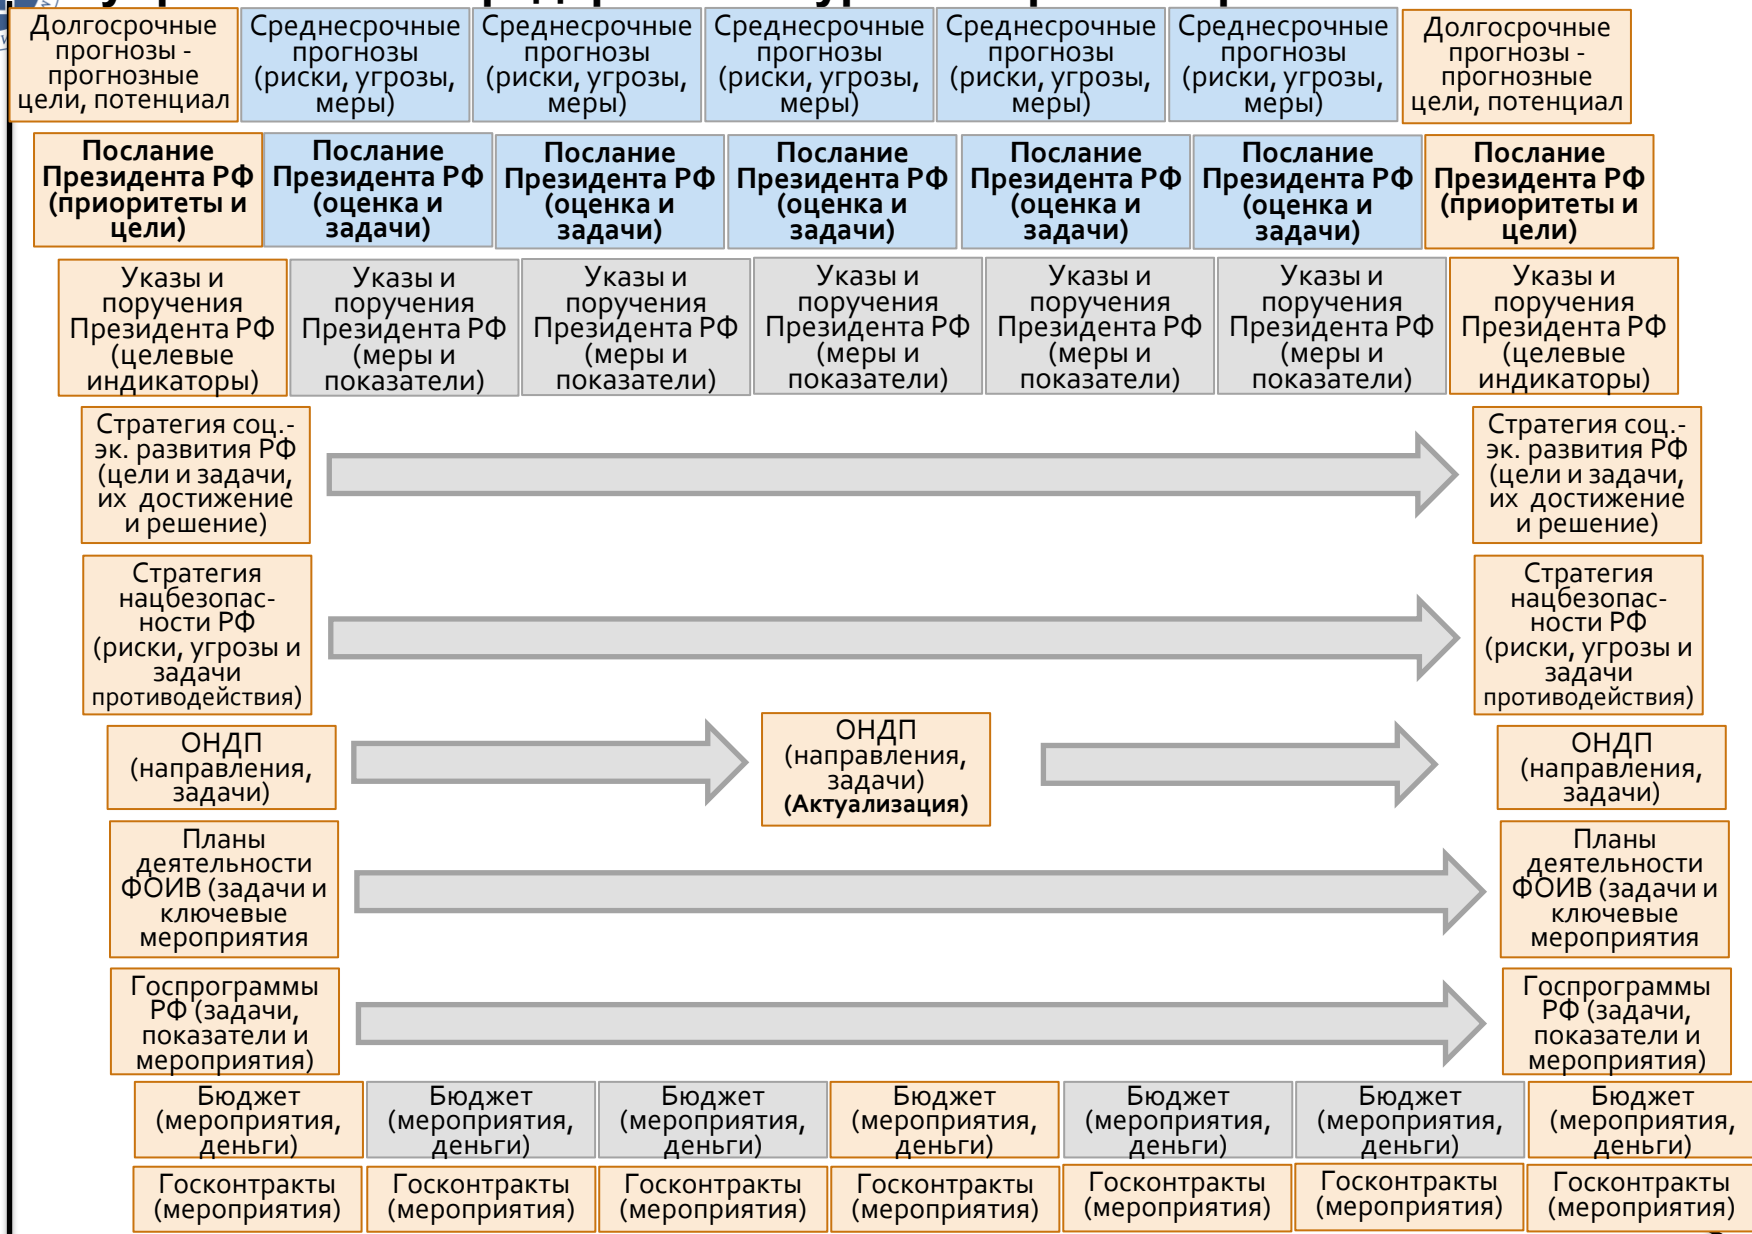 Долгосрочные
прогнозы -
прогнозные
цели, потенциал
Среднесрочные
прогнозы
(риски, угрозы,
меры)
Среднесрочные
прогнозы
(риски, угрозы,
меры)
Среднесрочные
прогнозы
(риски, угрозы,
меры)
Среднесрочные
прогнозы
(риски, угрозы,
меры)
Среднесрочные
прогнозы
(риски, угрозы,
меры)
Долгосрочные
прогнозы -
прогнозные
цели, потенциал
Послание
Президента РФ
(приоритеты и
цели)
Послание
Президента РФ
(оценка и
задачи)
Послание
Президента РФ
(оценка и
задачи)
Послание
Президента РФ
(оценка и
задачи)
Послание
Президента РФ
(оценка и
задачи)
Послание
Президента РФ
(оценка и
задачи)
Послание
Президента РФ
(приоритеты и
цели)
Указы и
поручения
Президента РФ
(целевые
индикаторы)
Указы и
поручения
Президента РФ
(меры и
показатели)
Указы и
поручения
Президента РФ
(меры и
показатели)
Указы и
поручения
Президента РФ
(меры и
показатели)
Указы и
поручения
Президента РФ
(меры и
показатели)
Указы и
поручения
Президента РФ
(меры и
показатели)
Указы и
поручения
Президента РФ
(целевые
индикаторы)
Стратегия соц.-
эк. развития РФ
(цели и задачи,
их достижение
и решение)
Стратегия соц.-
эк. развития РФ
(цели и задачи,
их достижение
и решение)
Стратегия
нацбезопас-
ности РФ
(риски, угрозы и
задачи
противодействия)
Стратегия
нацбезопас-
ности РФ
(риски, угрозы и
задачи
противодействия)
ОНДП
(направления,
задачи)
ОНДП
(направления,
задачи)
(Актуализация)
ОНДП
(направления,
задачи)
Планы
деятельности
ФОИВ (задачи и
ключевые
мероприятия
Планы
деятельности
ФОИВ (задачи и
ключевые
мероприятия
Госпрограммы
РФ (задачи,
показатели и
мероприятия)
Госпрограммы
РФ (задачи,
показатели и
мероприятия)
Бюджет
(мероприятия,
деньги)
Бюджет
(мероприятия,
деньги)
Бюджет
(мероприятия,
деньги)
Бюджет
(мероприятия,
деньги)
Бюджет
(мероприятия,
деньги)
Бюджет
(мероприятия,
деньги)
Бюджет
(мероприятия,
деньги)
Госконтракты
(мероприятия)
Госконтракты
(мероприятия)
Госконтракты
(мероприятия)
Госконтракты
(мероприятия)
Госконтракты
(мероприятия)
Госконтракты
(мероприятия)
Госконтракты
(мероприятия)